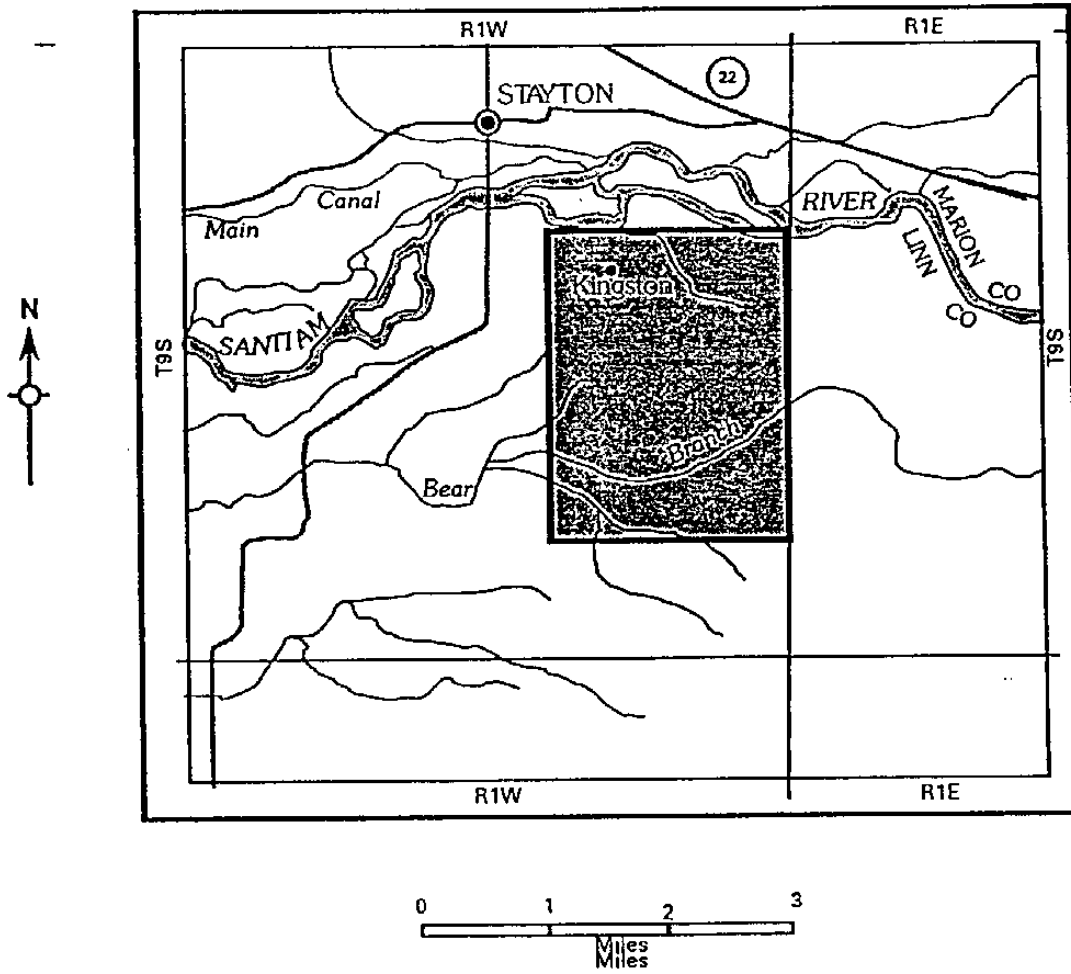 R1W R1E
22
STAYTON
Canal
Main
RIVER
MARION
LINN
CO
CO
Kingston
N
SANTIAM
T9S
T9S
Branch
Bear
R1W R1E
0 1 2 3
Miles
Miles